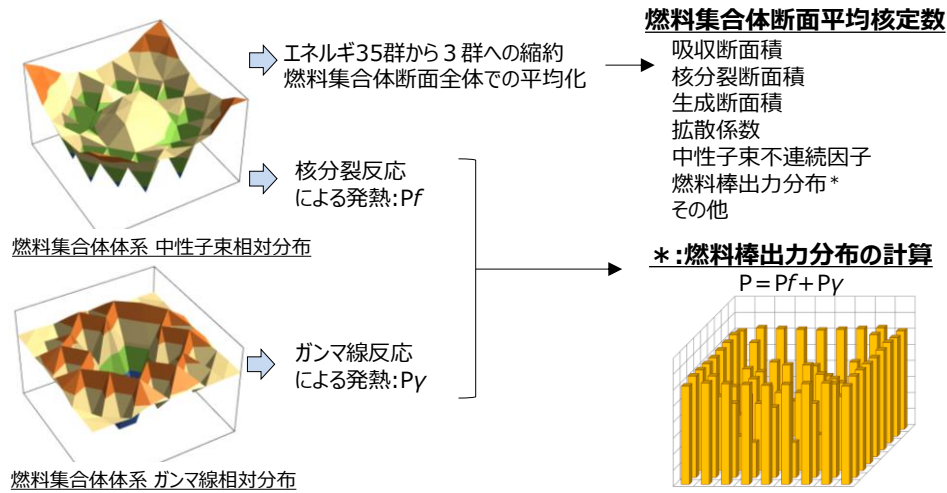 エネルギ35群から３群への縮約
燃料集合体断面全体での平均化
燃料集合体断面平均核定数
吸収断面積
核分裂断面積
生成断面積
拡散係数
中性子束不連続因子
燃料棒出力分布*
その他
核分裂反応
による発熱:Pf
燃料集合体体系 中性子束相対分布
＊:燃料棒出力分布の計算
P＝Pf＋Pγ
ガンマ線反応
による発熱:Pγ
燃料集合体体系 ガンマ線相対分布